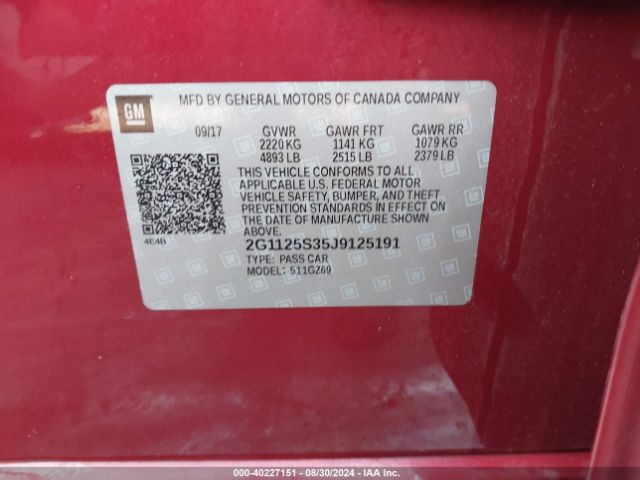 GM
MFD BY GENERAL MOTORS OF CANADA COMPANY
09/17 GVWR GAWR FRT GAWR RR
2220 KG 1141 KG 1079 KG
4893 LB 2515 LB 2379 LB
THIS VEHICLE CONFORMS TO ALL
APPLICABLE U.S. FEDERAL MOTOR
VEHICLE SAFETY, BUMPER, AND THEFT
PREVENTION STANDARDS IN EFFECT ON
THE DATE OF MANUFACTURE SHOWN
ABOVE.
4E4B
2G1125S35J9125191
TYPE: PASS CAR
MODEL: 511GZ69
000-40227151 - 08/30/2024 - IAA Inc.